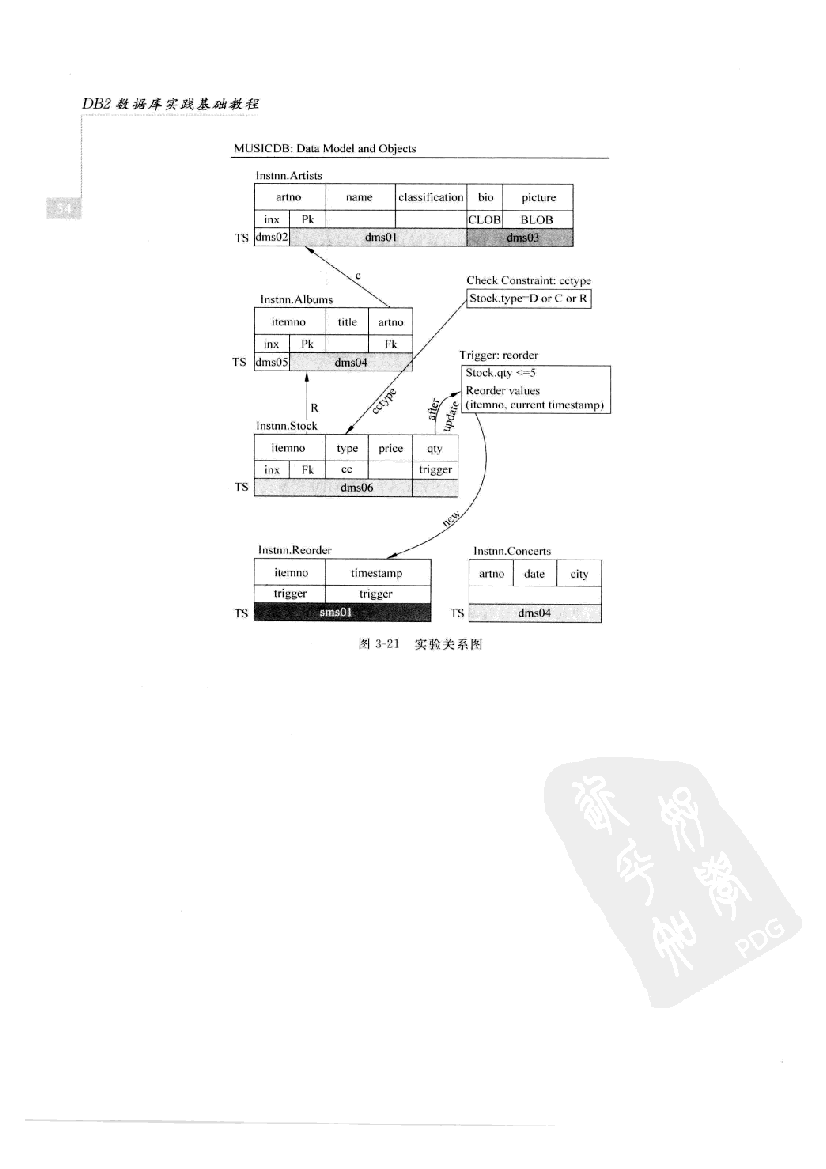 DB2 数据库实践基础教程
54
MUSICDB: Data Model and Objects
Instnn.Artists
artno name classification bio picture
inx Pk CLOB BLOB
TS dms02 dms01 dms03
c
Check Constraint: cctype
Stock.type=D or C or R
Instnn.Albums
itemno title artno
inx Pk Fk
TS dms05 dms04
Trigger: reorder
Stock.qty <=5
Reorder values
(itemno, current timestamp)
R
cctype
after
update
Instnn.Stock
itemno type price qty
inx Fk cc trigger
TS dms06
new
Instnn.Reorder
itemno timestamp
trigger trigger
TS sms01
Instnn.Concerts
artno date city
TS dms04
图 3-21 实验关系图
PDG